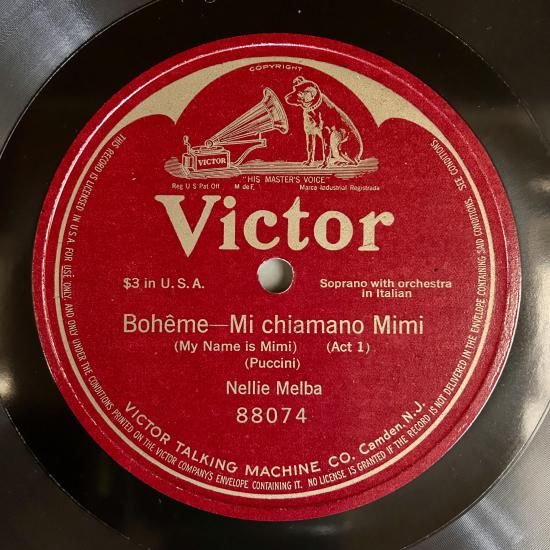 COPYRIGHT
VICTOR
"HIS MASTER'S VOICE"
Reg U S Pat Off M de F. Marca Industrial Registrada
Victor
$3 in U.S.A.
Soprano with orchestra
in Italian
Bohême—Mi chiamano Mimi
(My Name is Mimi) (Act 1)
(Puccini)
Nellie Melba
88074
VICTOR TALKING MACHINE CO. Camden, N.J.
THIS RECORD IS LICENSED IN U.S.A. FOR USE ONLY, AND ONLY UNDER THE CONDITIONS PRINTED ON THE VICTOR COMPANY'S ENVELOPE CONTAINING IT. NO LICENSE IS GRANTED IF THE RECORD IS NOT DELIVERED IN THE ENVELOPE CONTAINING SAID CONDITIONS. SEE CONDITIONS.